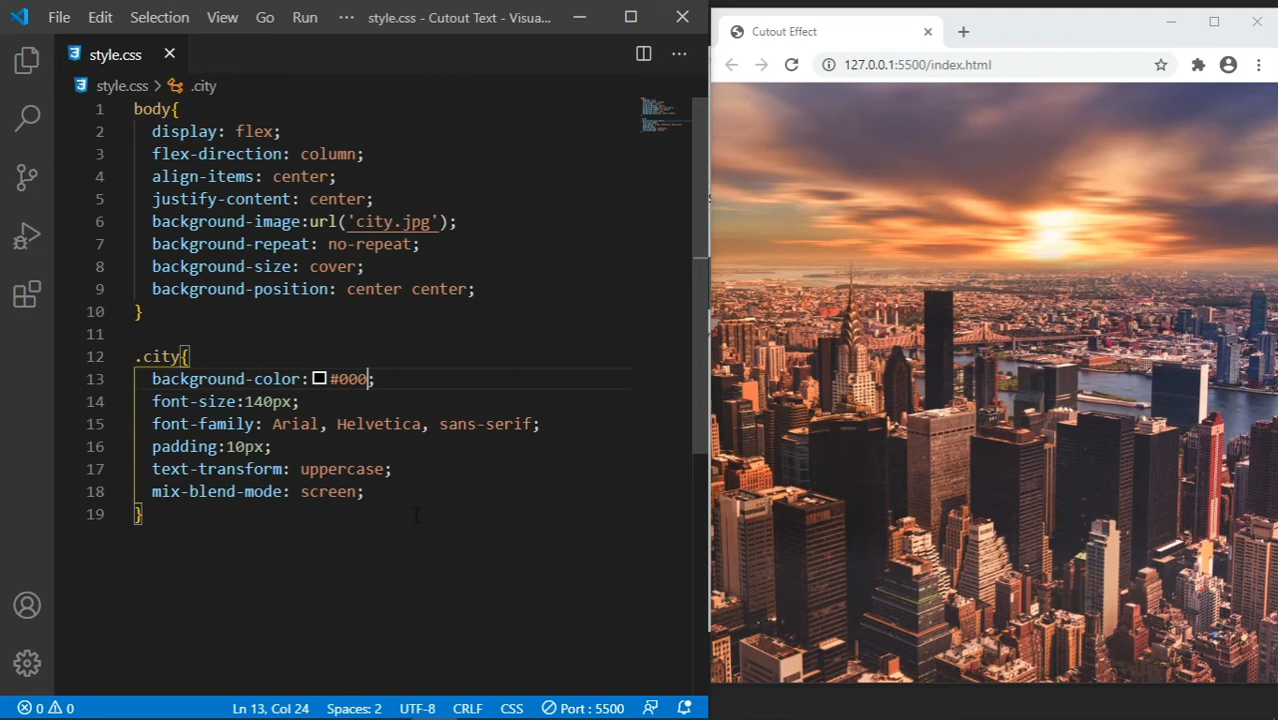 File Edit Selection View Go Run ··· style.css - Cutout Text - Visua...
style.css
style.css > .city
1 body{
2 display: flex;
3 flex-direction: column;
4 align-items: center;
5 justify-content: center;
6 background-image:url('city.jpg');
7 background-repeat: no-repeat;
8 background-size: cover;
9 background-position: center center;
10 }
11
12 .city{
13 background-color: #000;
14 font-size:140px;
15 font-family: Arial, Helvetica, sans-serif;
16 padding:10px;
17 text-transform: uppercase;
18 mix-blend-mode: screen;
19 }
0 0 Ln 13, Col 24 Spaces: 2 UTF-8 CRLF CSS Port : 5500
Cutout Effect
127.0.0.1:5500/index.html